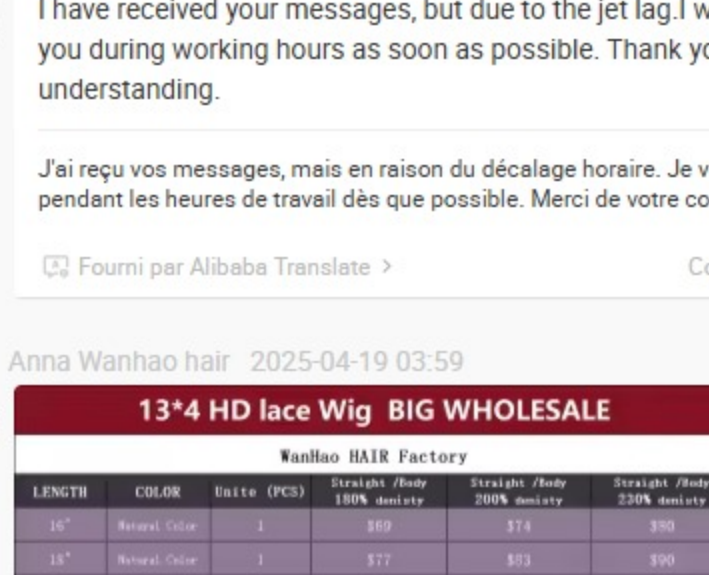 I have received your messages, but due to the jet lag.I w
you during working hours as soon as possible. Thank yo
understanding.
J'ai reçu vos messages, mais en raison du décalage horaire. Je v
pendant les heures de travail dès que possible. Merci de votre co
Fourni par Alibaba Translate >
Co
Anna Wanhao hair 2025-04-19 03:59
13*4 HD lace Wig BIG WHOLESALE
WanHao HAIR Factory
LENGTH COLOR Unite (PCS) Straight /Body 180% denisty Straight /Body 200% denisty Straight /Body 230% denisty
16" Natural Color 1 $69 $74 $80
18" Natural Color 1 $77 $83 $90